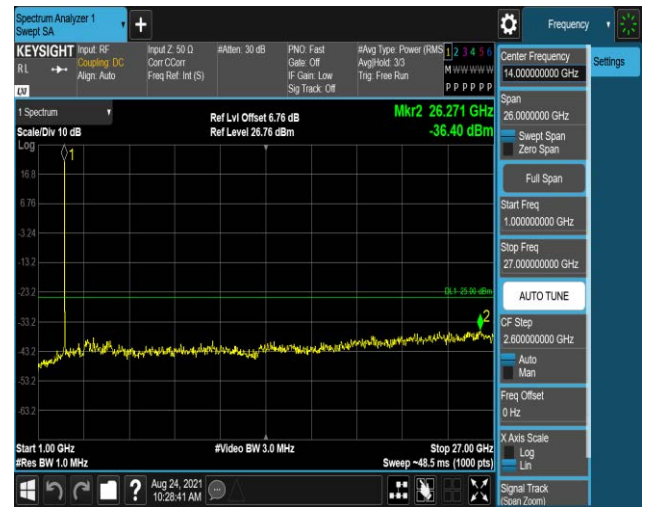 Spectrum Analyzer 1
Swept SA
Frequency
KEYSIGHT
RL
LXI
Input: RF
Coupling: DC
Align: Auto
Input Z: 50 Ω
Corr CCorr
Freq Ref: Int (S)
#Atten: 30 dB
PNO: Fast
Gate: Off
IF Gain: Low
Sig Track: Off
#Avg Type: Power (RMS
Avg|Hold: 3/3
Trig: Free Run
1 2 3 4 5 6
M W W W W W
P P P P P P
1 Spectrum
Scale/Div 10 dB
Log
Ref Lvl Offset 6.76 dB
Ref Level 26.76 dBm
Mkr2 26.271 GHz
-36.40 dBm
1
16.8
6.76
-3.24
-13.2
-23.2
DL1 -25.00 dBm
2
-33.2
-43.2
-53.2
-63.2
Start 1.00 GHz
#Res BW 1.0 MHz
#Video BW 3.0 MHz
Stop 27.00 GHz
Sweep ~48.5 ms (1000 pts)
Aug 24, 2021
10:28:41 AM
Center Frequency
14.000000000 GHz
Settings
Span
26.0000000 GHz
Swept Span
Zero Span
Full Span
Start Freq
1.000000000 GHz
Stop Freq
27.000000000 GHz
AUTO TUNE
CF Step
2.600000000 GHz
Auto
Man
Freq Offset
0 Hz
X Axis Scale
Log
Lin
Signal Track
(Span Zoom)